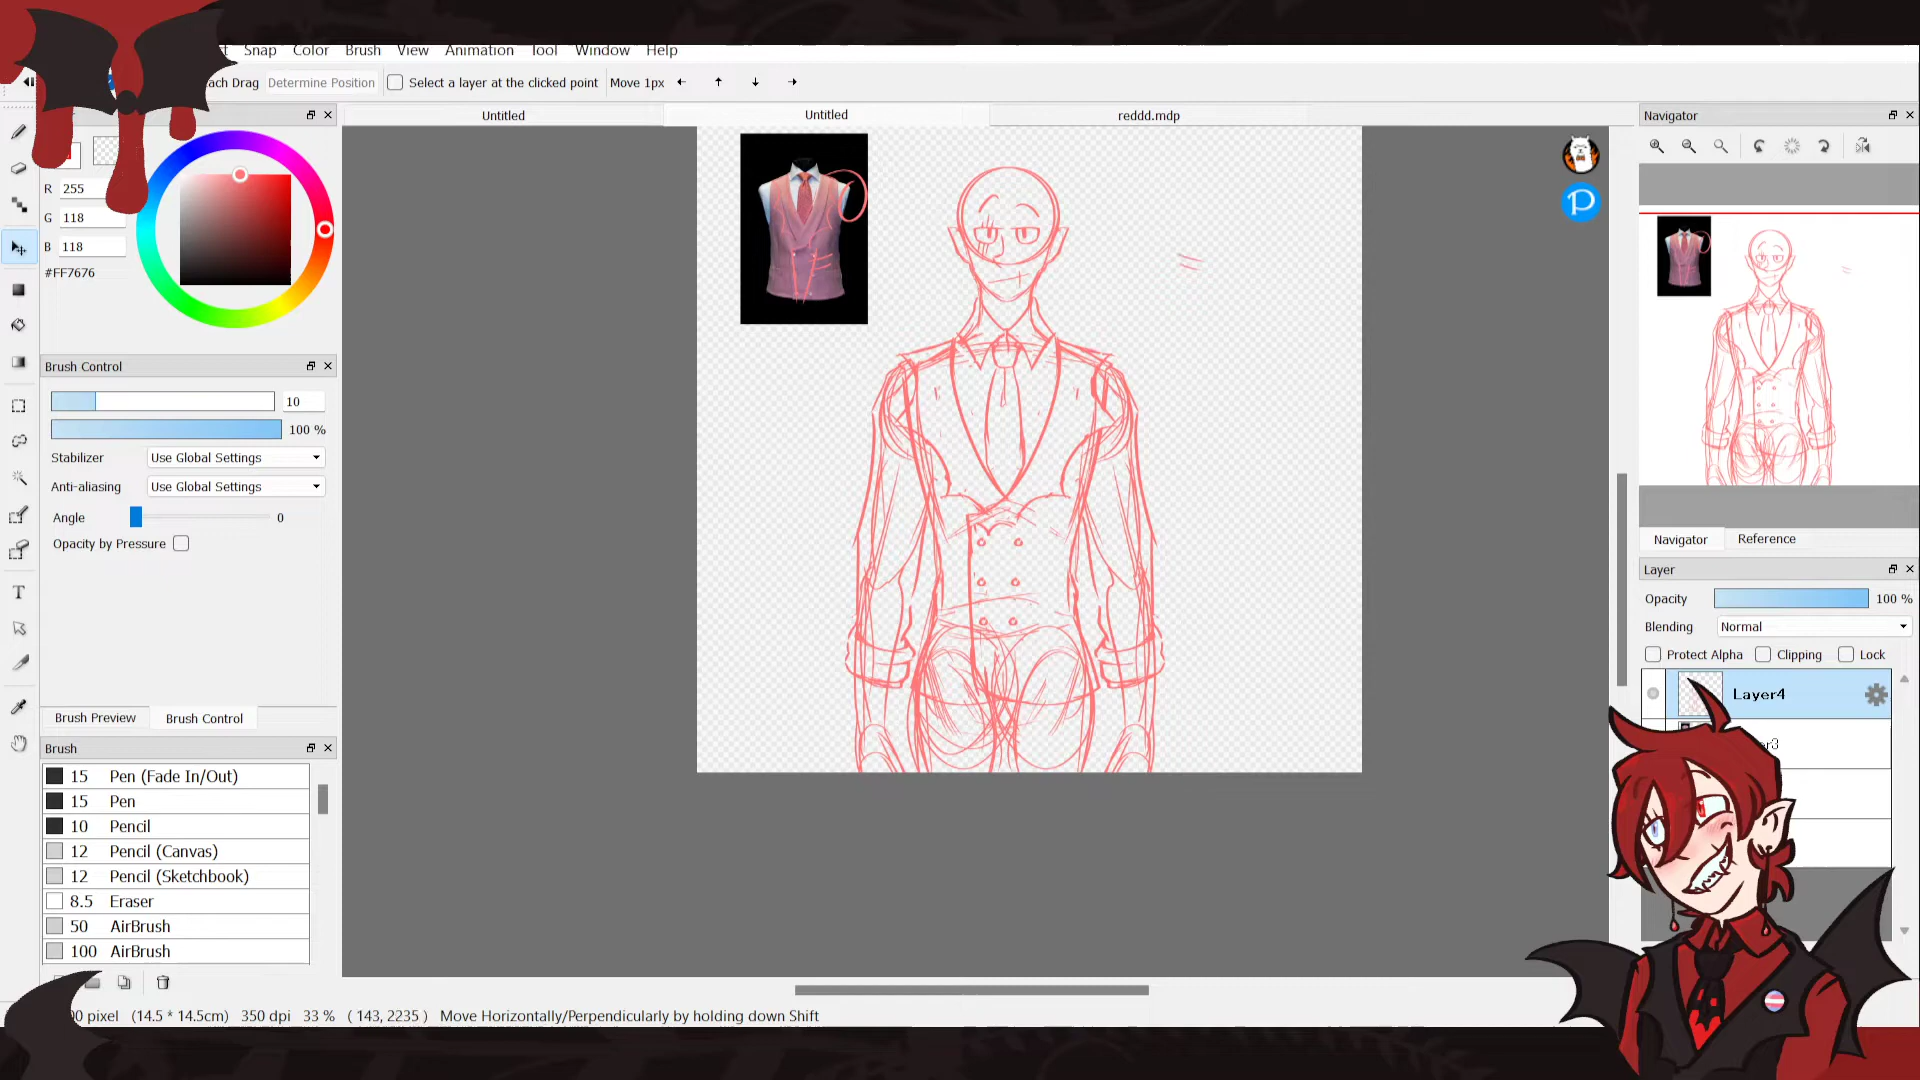 Snap Color Brush View Animation Tool Window Help
Drag Determine Position Select a layer at the clicked point Move 1px
Untitled Untitled reddd.mdp
R 255
G 118
B 118
#FF7676
Brush Control
10
100 %
Stabilizer Use Global Settings
Anti-aliasing Use Global Settings
Angle 0
Opacity by Pressure
Brush Preview Brush Control
Brush
15 Pen (Fade In/Out)
15 Pen
10 Pencil
12 Pencil (Canvas)
12 Pencil (Sketchbook)
8.5 Eraser
50 AirBrush
100 AirBrush
pixel (14.5 * 14.5cm) 350 dpi 33 % ( 143, 2235 ) Move Horizontally/Perpendicularly by holding down Shift
Navigator
Navigator Reference
Layer
Opacity 100 %
Blending Normal
Protect Alpha Clipping Lock
Layer4